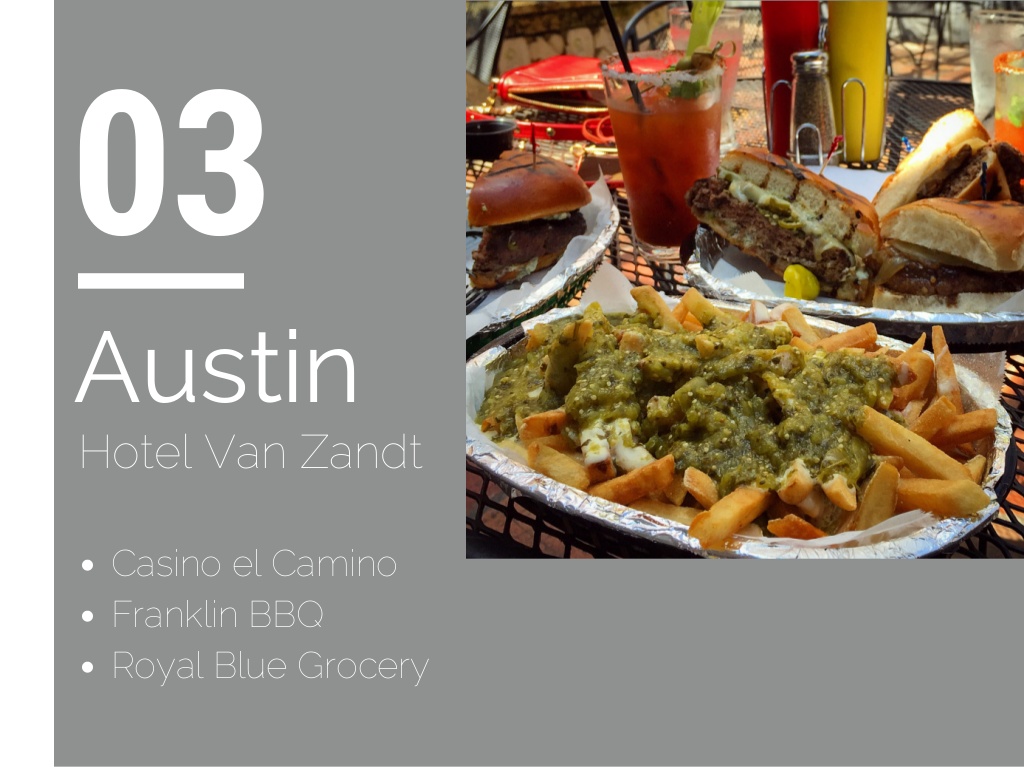 03
Austin
Hotel Van Zandt
• Casino el Camino
• Franklin BBQ
• Royal Blue Grocery